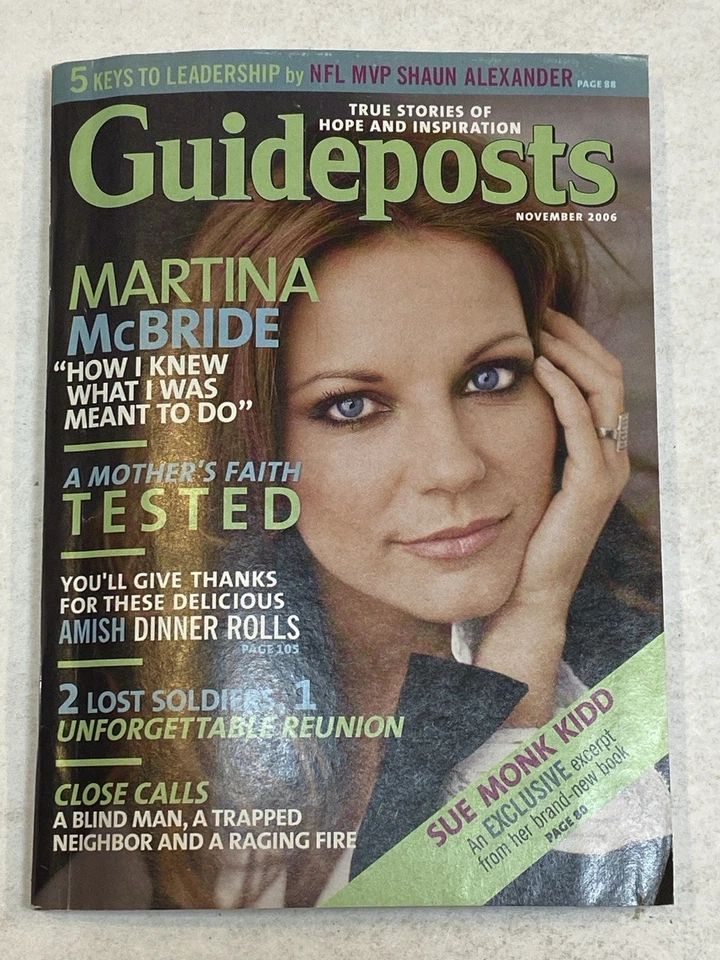 5 KEYS TO LEADERSHIP by NFL MVP SHAUN ALEXANDER PAGE 88
TRUE STORIES OF
HOPE AND INSPIRATION
Guideposts
NOVEMBER 2006
MARTINA
McBRIDE
“HOW I KNEW
WHAT I WAS
MEANT TO DO”
A MOTHER'S FAITH
TESTED
YOU'LL GIVE THANKS
FOR THESE DELICIOUS
AMISH DINNER ROLLS
PAGE 105
2 LOST SOLDIERS, 1
UNFORGETTABLE REUNION
CLOSE CALLS
A BLIND MAN, A TRAPPED
NEIGHBOR AND A RAGING FIRE
SUE MONK KIDD
An EXCLUSIVE excerpt
from her brand-new book
PAGE 80